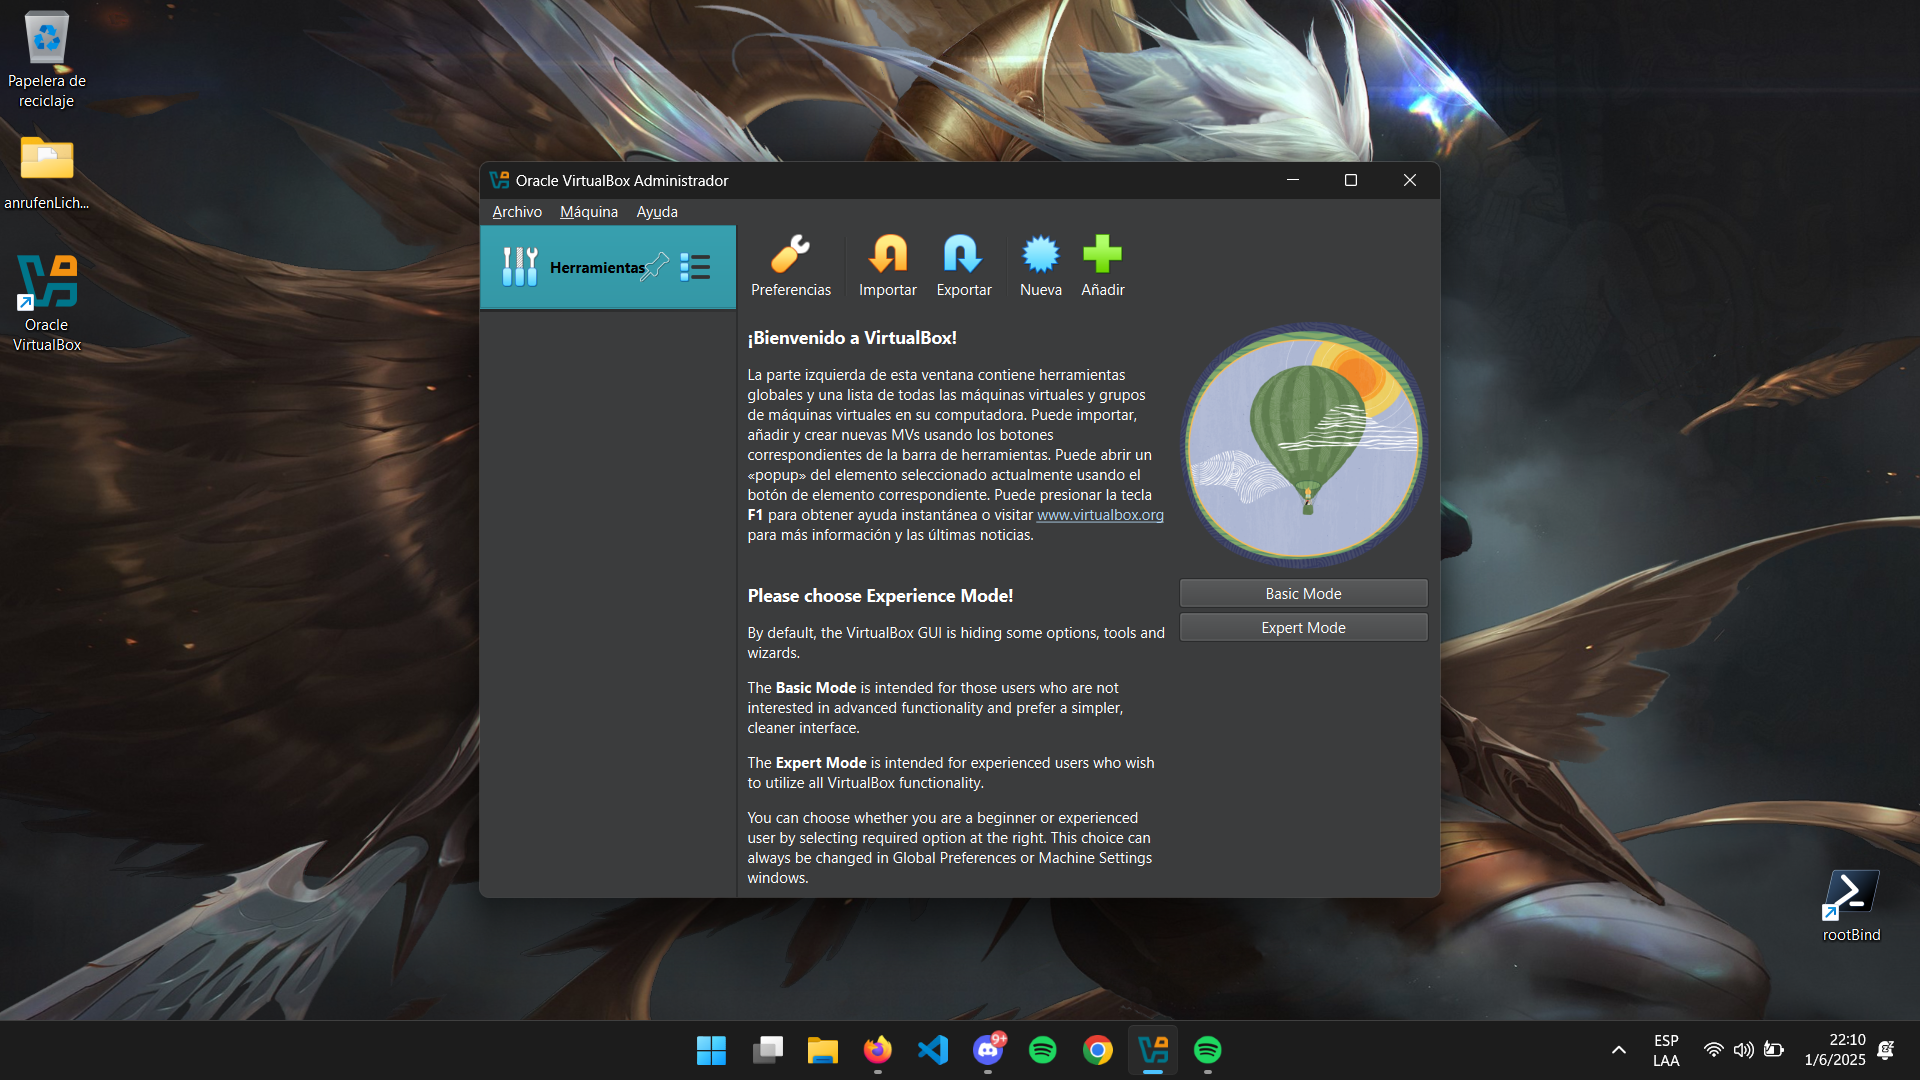 Papelera de
reciclaje
anrufenLich...
Oracle
VirtualBox
Oracle VirtualBox Administrador
Archivo Máquina Ayuda
Herramientas
Preferencias Importar Exportar Nueva Añadir
¡Bienvenido a VirtualBox!
La parte izquierda de esta ventana contiene herramientas
globales y una lista de todas las máquinas virtuales y grupos
de máquinas virtuales en su computadora. Puede importar,
añadir y crear nuevas MVs usando los botones
correspondientes de la barra de herramientas. Puede abrir un
«popup» del elemento seleccionado actualmente usando el
botón de elemento correspondiente. Puede presionar la tecla
F1 para obtener ayuda instantánea o visitar www.virtualbox.org
para más información y las últimas noticias.
Please choose Experience Mode!
By default, the VirtualBox GUI is hiding some options, tools and
wizards.
The Basic Mode is intended for those users who are not
interested in advanced functionality and prefer a simpler,
cleaner interface.
The Expert Mode is intended for experienced users who wish
to utilize all VirtualBox functionality.
You can choose whether you are a beginner or experienced
user by selecting required option at the right. This choice can
always be changed in Global Preferences or Machine Settings
windows.
Basic Mode
Expert Mode
rootBind
9+
ESP
LAA
22:10
1/6/2025